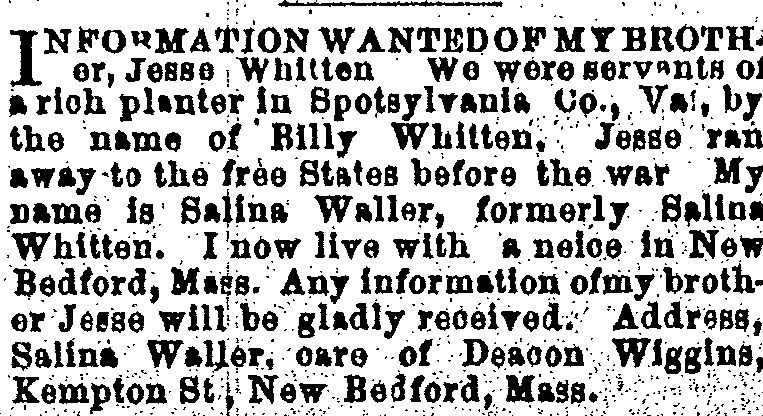 INFORMATION WANTED OF MY BROTH-
er, Jesse Whitten We were servants of
a rich planter in Spotsylvania Co., Va., by
the name of Billy Whitten. Jesse ran
away to the free States before the war My
name is Salina Waller, formerly Salina
Whitten. I now live with a neice in New
Bedford, Mass. Any information of my broth-
er Jesse will be gladly received. Address,
Salina Waller, care of Deacon Wiggins,
Kempton St, New Bedford, Mass.